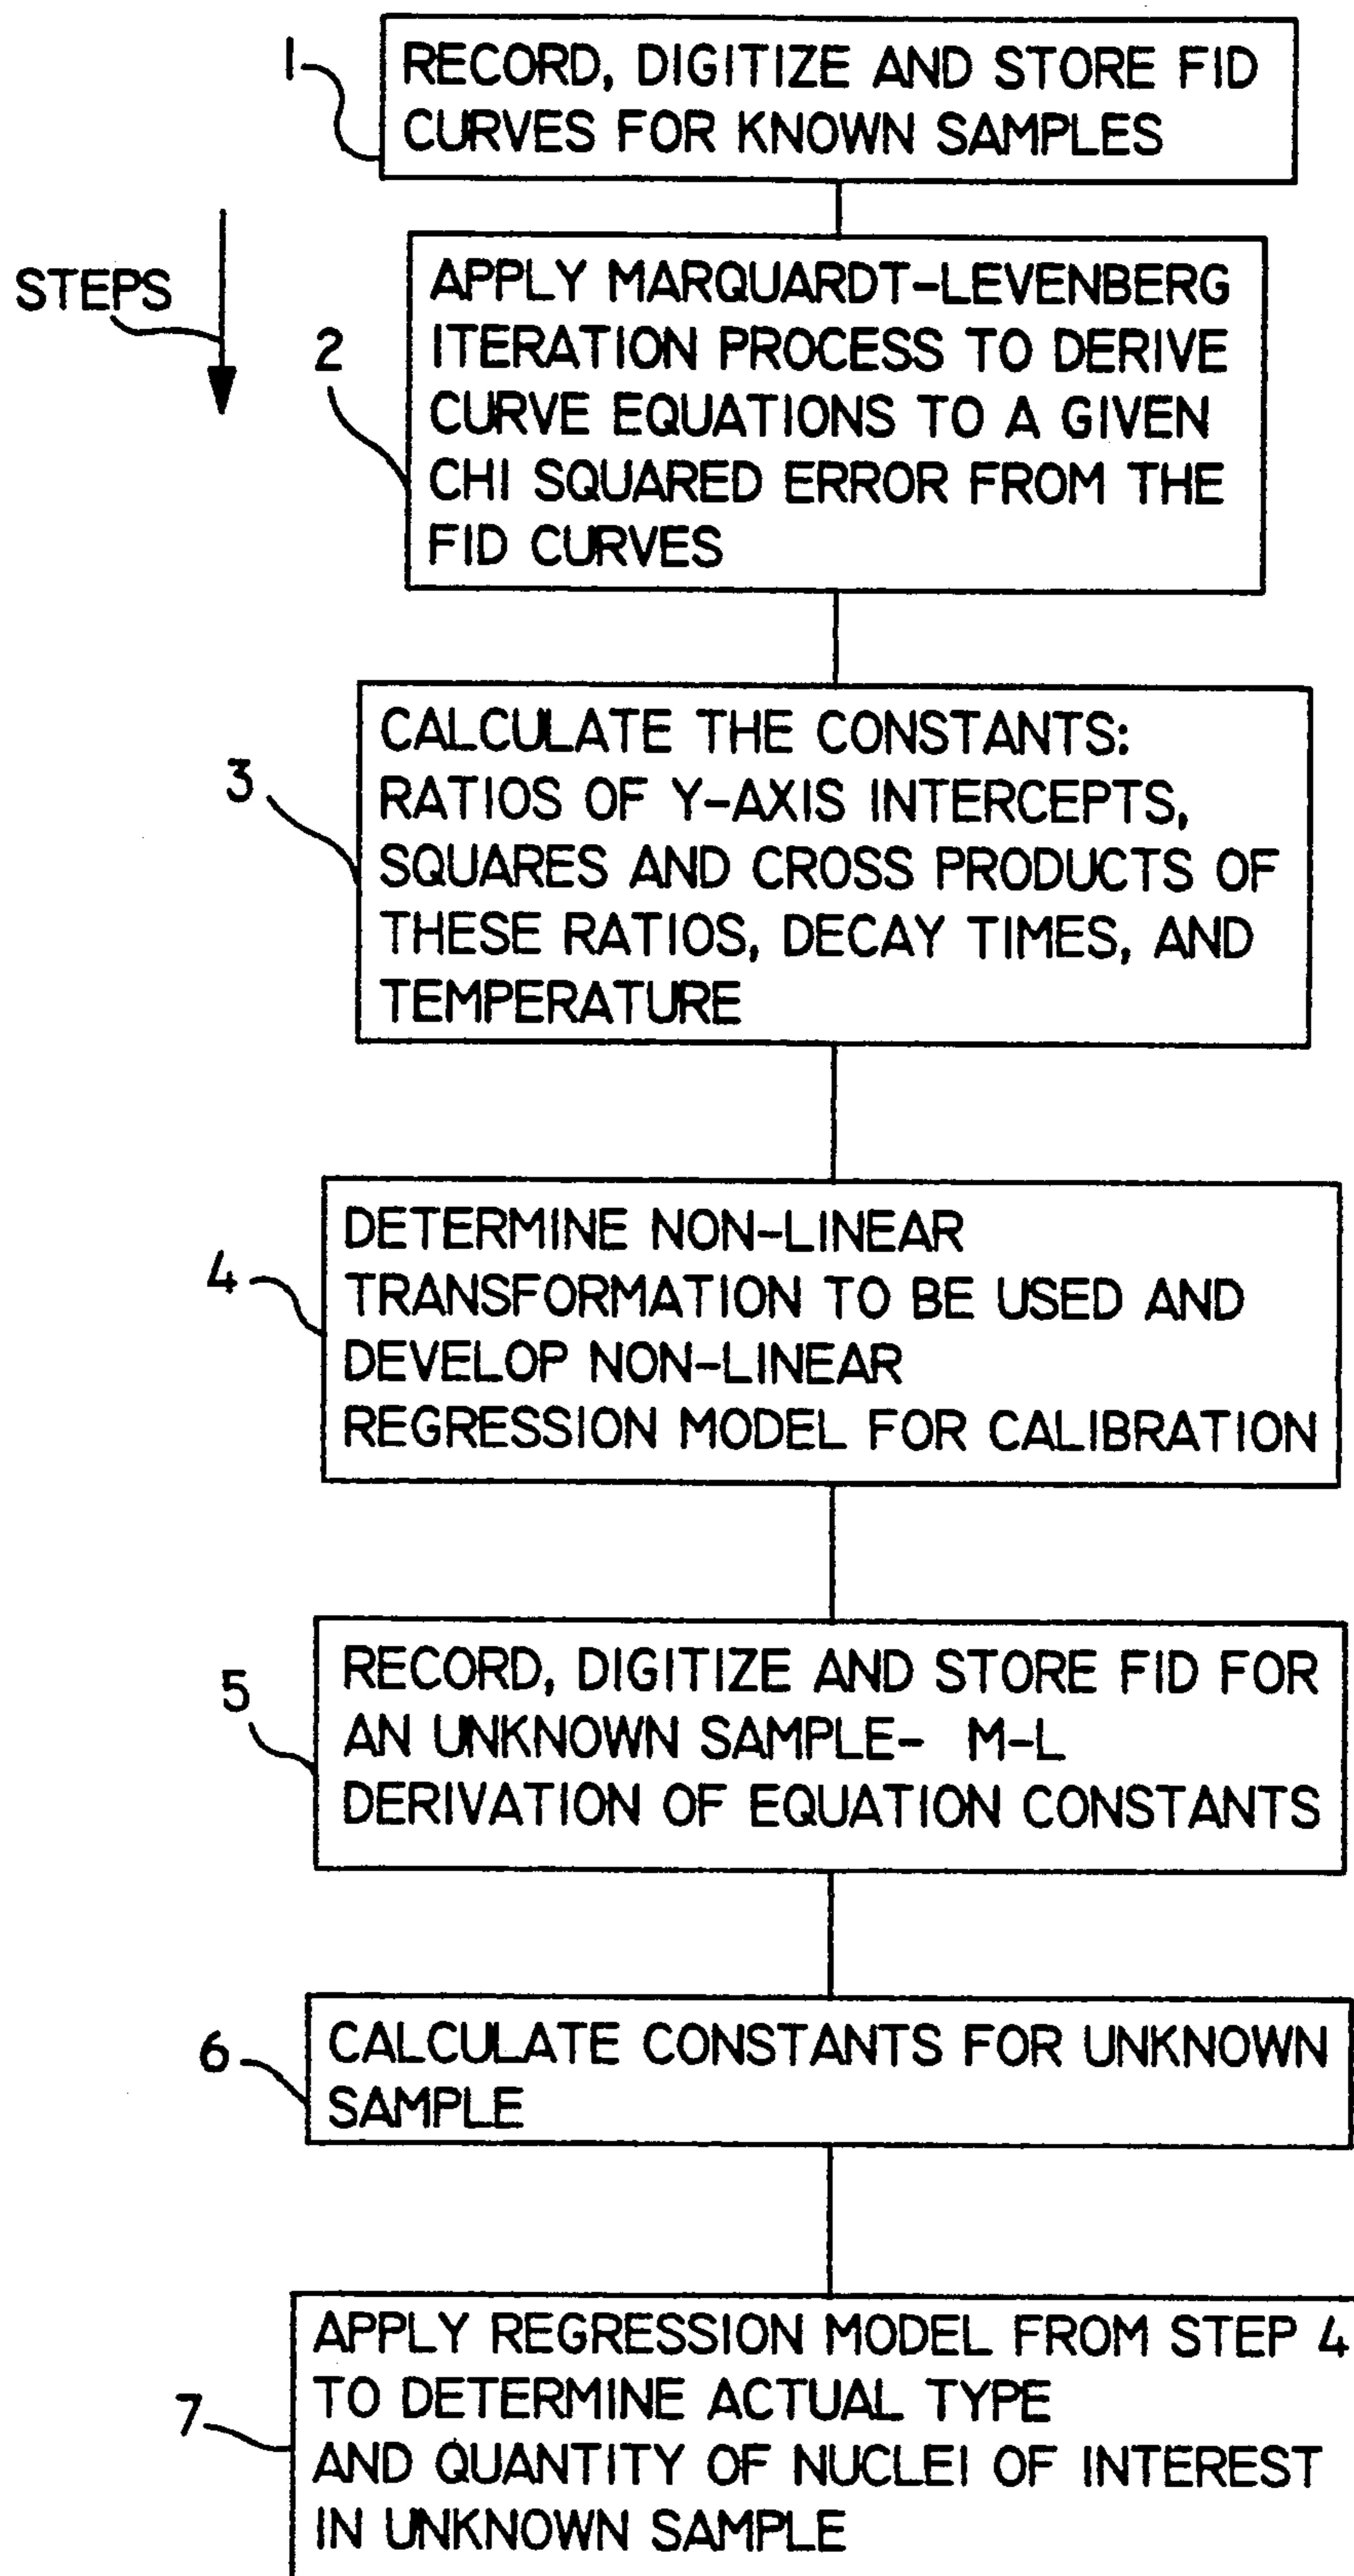 1
RECORD, DIGITIZE AND STORE FID
CURVES FOR KNOWN SAMPLES
STEPS
2
APPLY MARQUARDT-LEVENBERG
ITERATION PROCESS TO DERIVE
CURVE EQUATIONS TO A GIVEN
CHI SQUARED ERROR FROM THE
FID CURVES
3
CALCULATE THE CONSTANTS:
RATIOS OF Y-AXIS INTERCEPTS,
SQUARES AND CROSS PRODUCTS OF
THESE RATIOS, DECAY TIMES, AND
TEMPERATURE
4
DETERMINE NON-LINEAR
TRANSFORMATION TO BE USED AND
DEVELOP NON-LINEAR
REGRESSION MODEL FOR CALIBRATION
5
RECORD, DIGITIZE AND STORE FID FOR
AN UNKNOWN SAMPLE- M-L
DERIVATION OF EQUATION CONSTANTS
6
CALCULATE CONSTANTS FOR UNKNOWN
SAMPLE
7
APPLY REGRESSION MODEL FROM STEP 4
TO DETERMINE ACTUAL TYPE
AND QUANTITY OF NUCLEI OF INTEREST
IN UNKNOWN SAMPLE